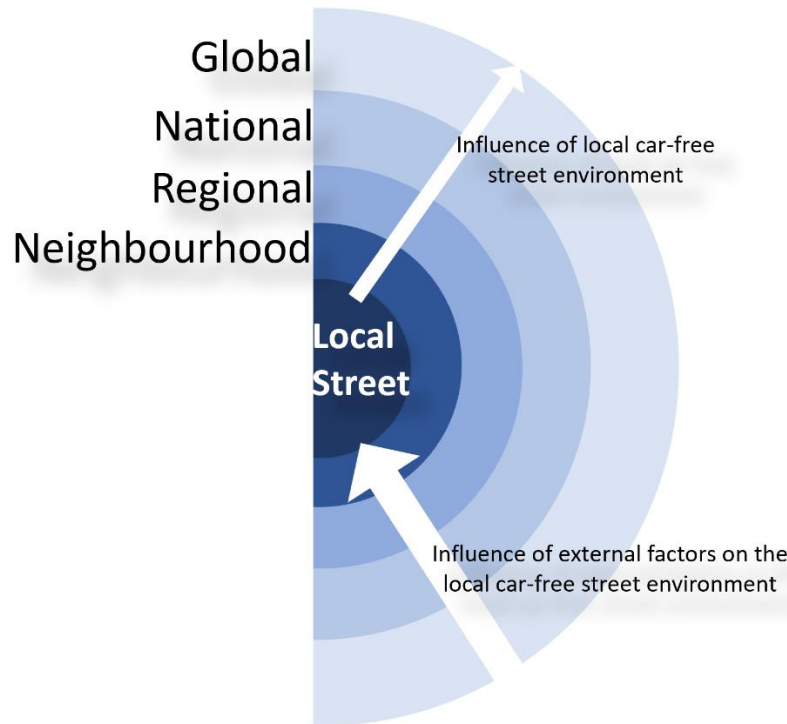 Global
National
Regional
Neighbourhood
Local
Street
Influence of local car-free
street environment
Influence of external factors on the
local car-free street environment